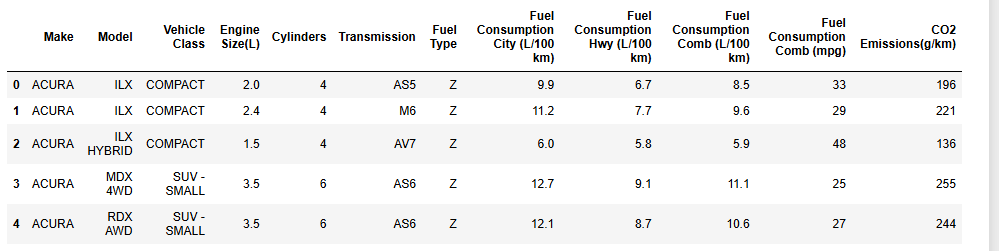 Make Model Vehicle Class Engine Size(L) Cylinders Transmission Fuel Type Fuel Consumption City (L/100 km) Fuel Consumption Hwy (L/100 km) Fuel Consumption Comb (L/100 km) Fuel Consumption Comb (mpg) CO2 Emissions(g/km)
0 ACURA ILX COMPACT 2.0 4 AS5 Z 9.9 6.7 8.5 33 196
1 ACURA ILX COMPACT 2.4 4 M6 Z 11.2 7.7 9.6 29 221
2 ACURA ILX HYBRID COMPACT 1.5 4 AV7 Z 6.0 5.8 5.9 48 136
3 ACURA MDX 4WD SUV - SMALL 3.5 6 AS6 Z 12.7 9.1 11.1 25 255
4 ACURA RDX AWD SUV - SMALL 3.5 6 AS6 Z 12.1 8.7 10.6 27 244